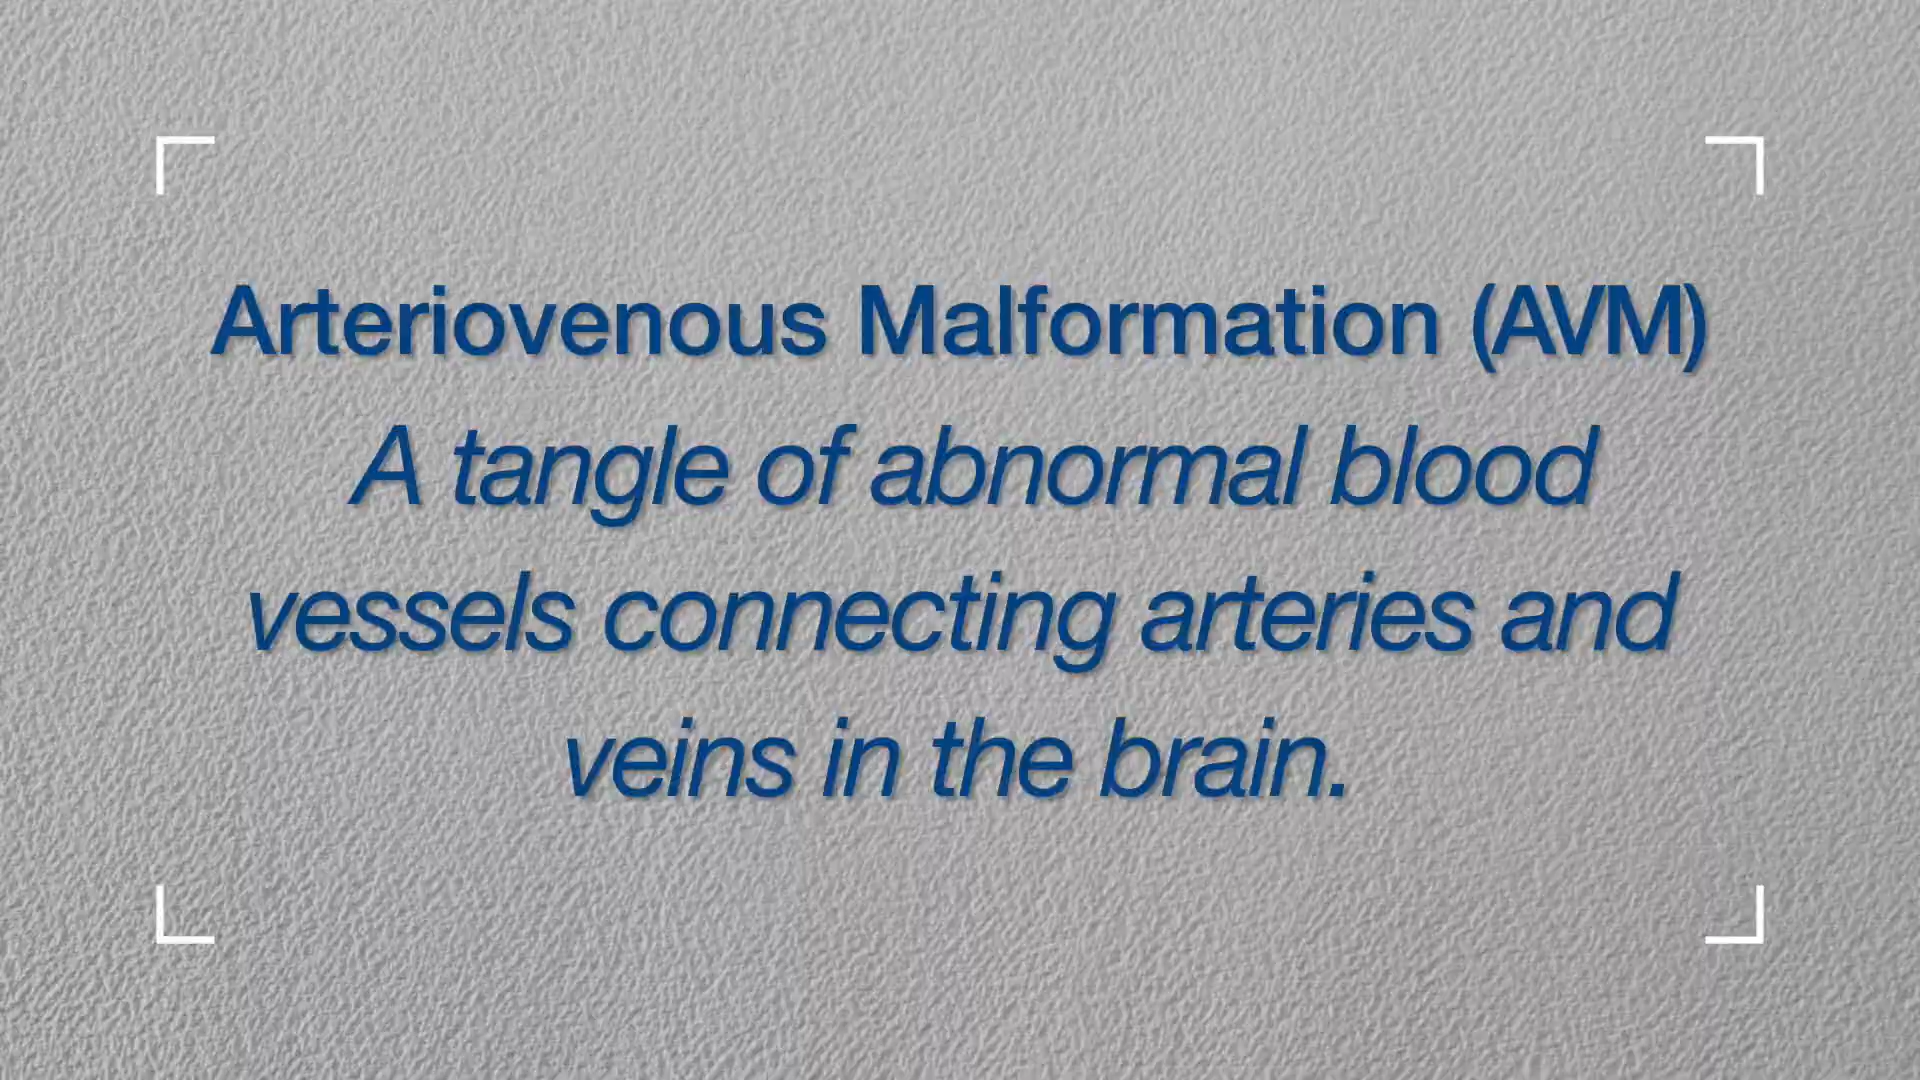 Arteriovenous Malformation (AVM)
A tangle of abnormal blood
vessels connecting arteries and
veins in the brain.